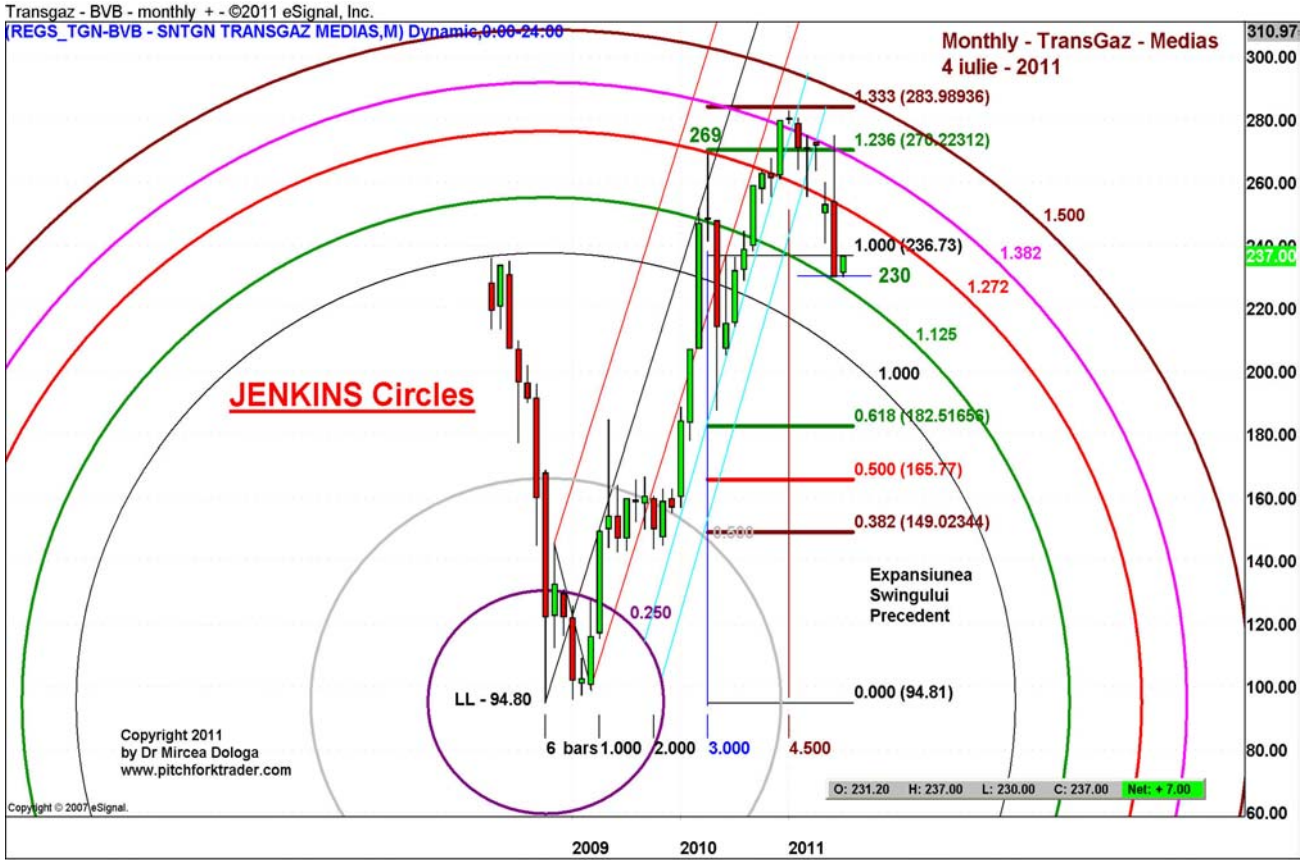 Transgaz - BVB - monthly + - ©2011 eSignal, Inc.
(REGS_TGN-BVB - SNTGN TRANSGAZ MEDIAS,M) Dynamic,0:00-24:00
310.97
Monthly - TransGaz - Medias
4 iulie - 2011
300.00
1.333 (283.98936)
280.00
269
1.236 (270.22312)
260.00
1.500
1.000 (236.73)
240.00
1.382
237.00
230
1.272
220.00
1.125
1.000
200.00
JENKINS Circles
0.618 (182.51656)
180.00
0.500 (165.77)
160.00
0.382 (149.02344)
0.500
140.00
Expansiunea
Swingului
Precedent
0.250
120.00
LL - 94.80
0.000 (94.81)
100.00
Copyright 2011
by Dr Mircea Dologa
www.pitchforktrader.com
6 bars 1.000 2.000 3.000 4.500
80.00
O: 231.20 H: 237.00 L: 230.00 C: 237.00 Net: + 7.00
Copyright © 2007 eSignal.
60.00
2009 2010 2011